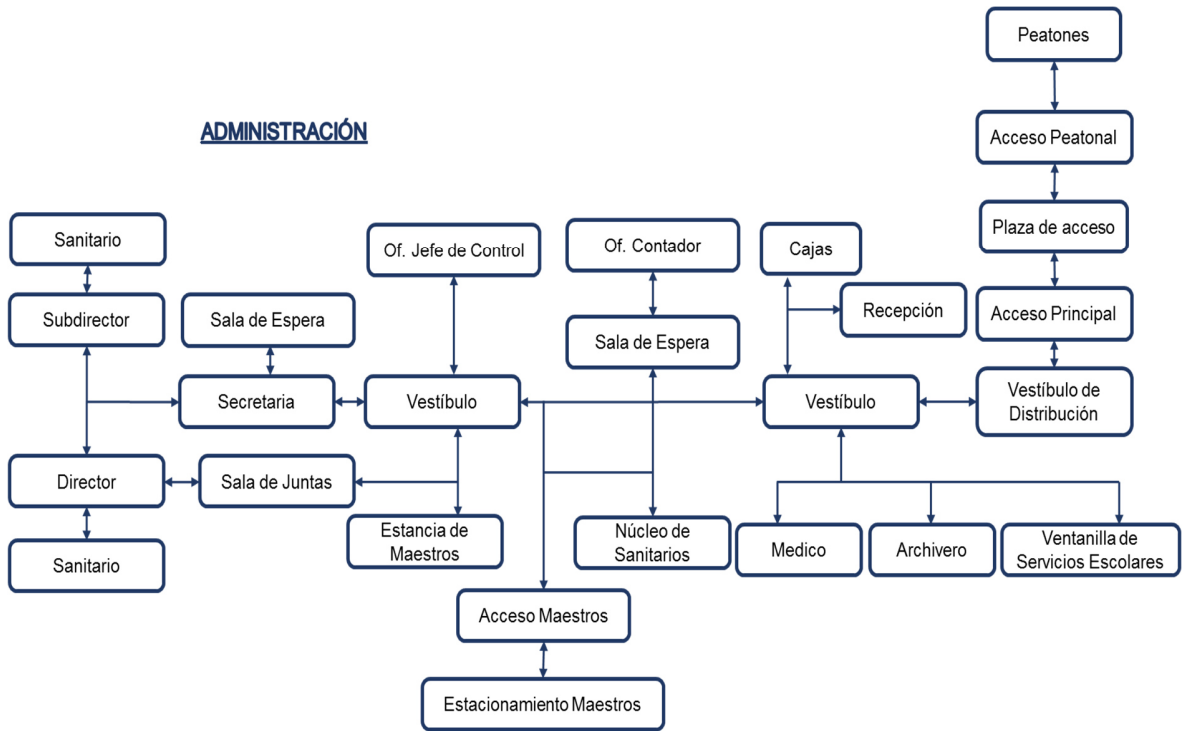 Peatones
ADMINISTRACIÓN
Acceso Peatonal
Sanitario
Of. Jefe de Control
Of. Contador
Cajas
Plaza de acceso
Subdirector
Sala de Espera
Sala de Espera
Recepción
Acceso Principal
Secretaria
Vestíbulo
Vestíbulo
Vestíbulo de
Distribución
Director
Sala de Juntas
Estancia de
Maestros
Núcleo de
Sanitarios
Medico
Archivero
Ventanilla de
Servicios Escolares
Sanitario
Acceso Maestros
Estacionamiento Maestros